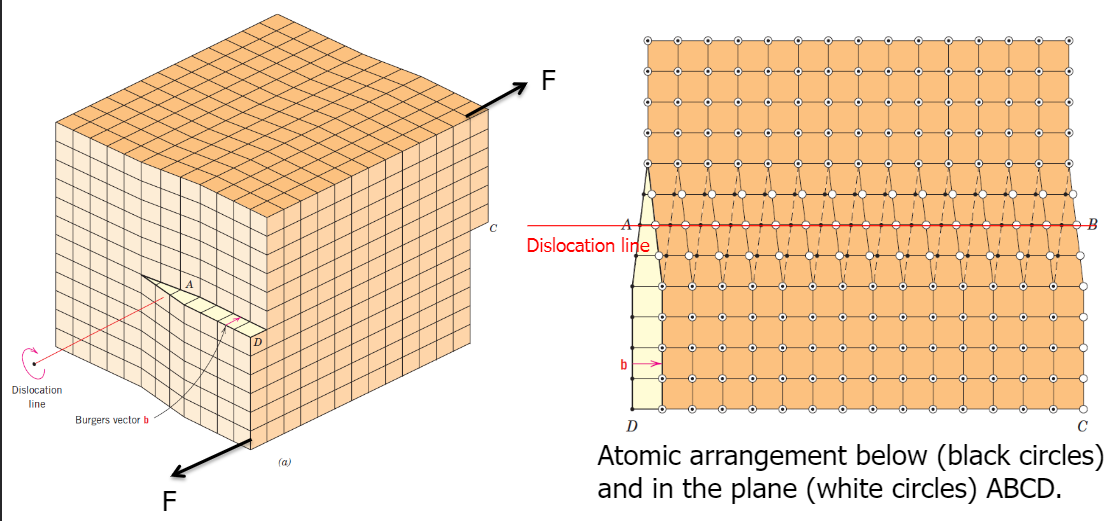 F
C
A
D
Dislocation
line
Burgers vector b
(a)
F
A
B
Dislocation line
b
D
C
Atomic arrangement below (black circles)
and in the plane (white circles) ABCD.